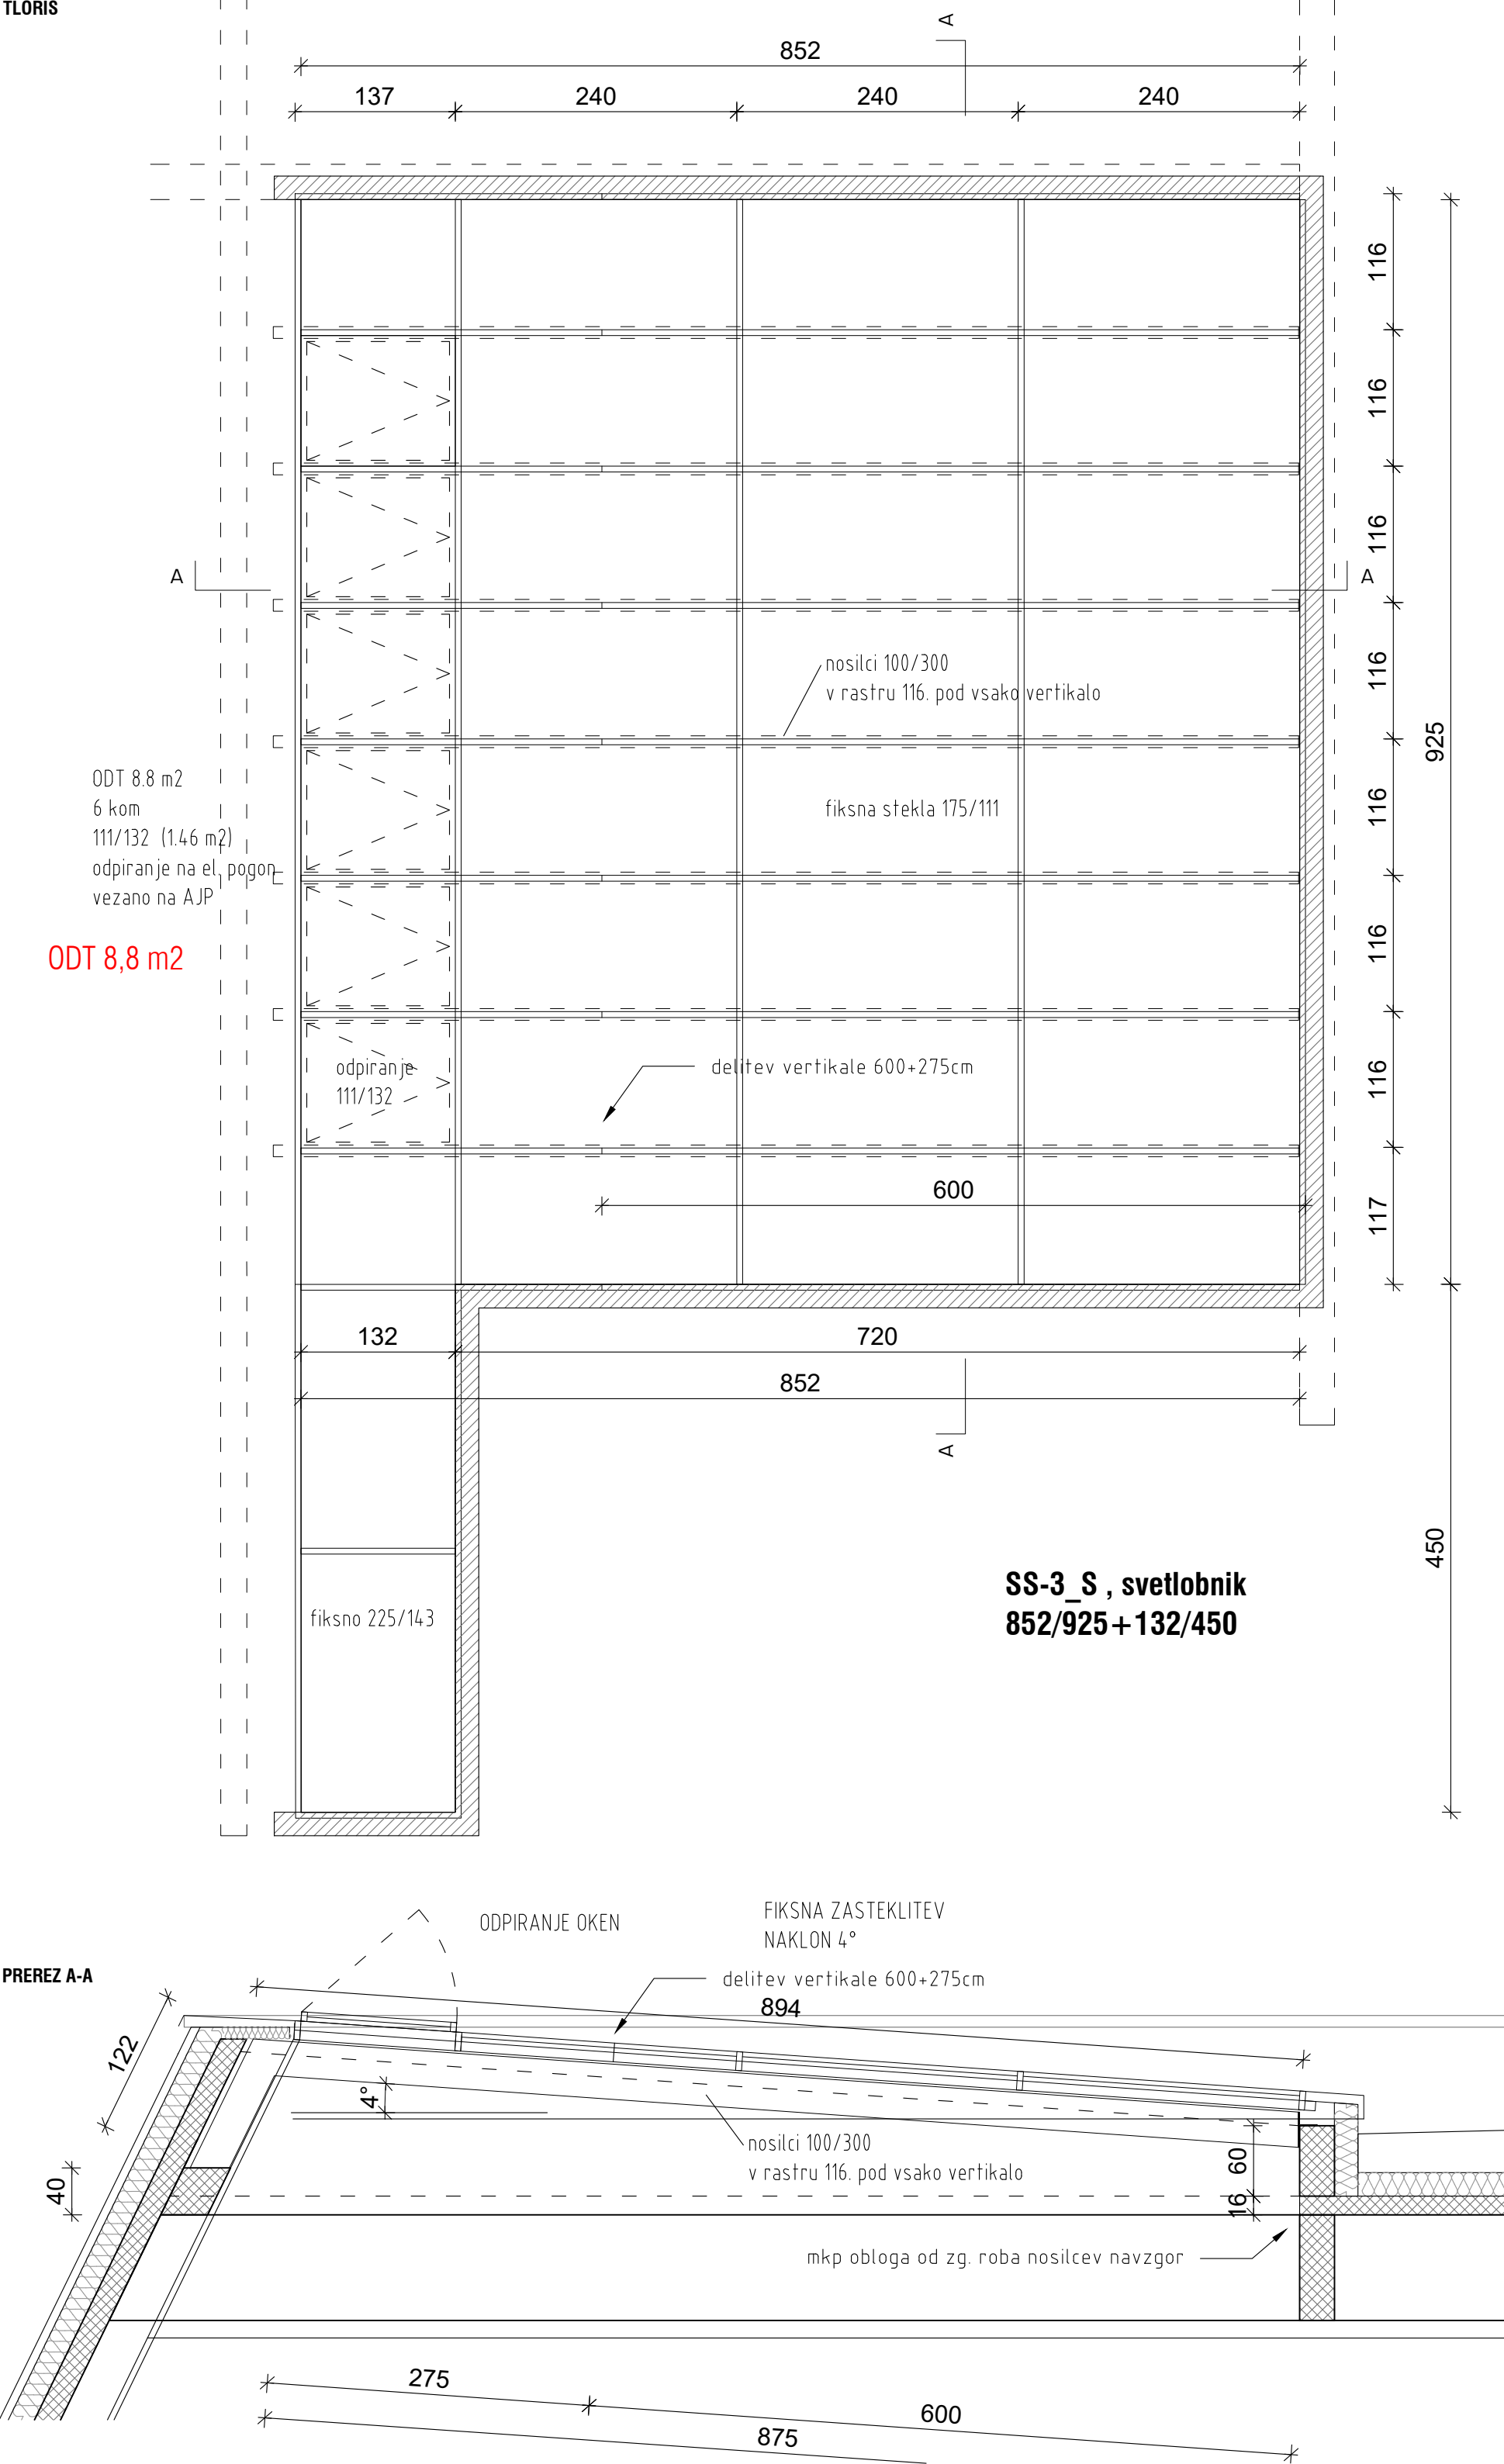 TLORIS
A
852
137
240
240
240
116
116
116
116
116
116
116
117
925
450
A
A
nosilci 100/300
v rastru 116. pod vsako vertikalo
ODT 8.8 m2
6 kom
111/132 (1.46 m2)
odpiranje na el. pogon
vezano na AJP
fiksna stekla 175/111
ODT 8,8 m2
odpiranje
111/132
delitev vertikale 600+275cm
600
132
720
852
A
SS-3_S , svetlobnik
852/925+132/450
fiksno 225/143
ODPIRANJE OKEN
FIKSNA ZASTEKLITEV
NAKLON 4°
PREREZ A-A
delitev vertikale 600+275cm
894
122
4°
nosilci 100/300
v rastru 116. pod vsako vertikalo
40
60
16
mkp obloga od zg. roba nosilcev navzgor
275
600
875